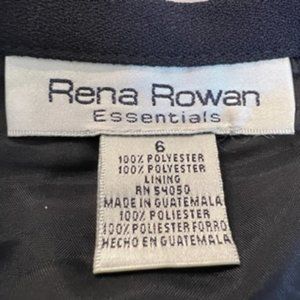 Rena Rowan
Essentials
6
100% POLYESTER
100% POLYESTER
LINING
RN 54050
MADE IN GUATEMALA
100% POLIESTER
100% POLIESTER FORRO
HECHO EN GUATEMALA